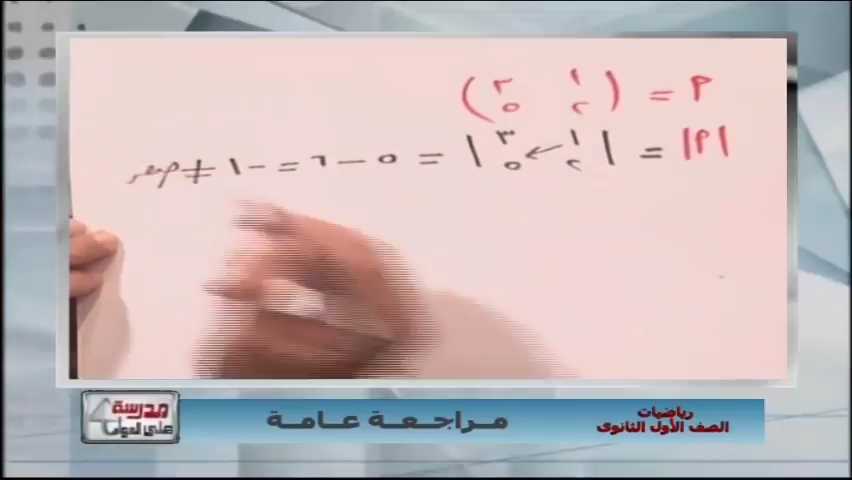 أ = ( ١ ٣ ٢ ٥ )
|أ| = | ١ ← ٣ ٢ ٥ | = ٥ - ٦ = -١ ≠ صفر
رياضيات
الصف الأول الثانوى
مراجعة عامة
مدرسة
على الهواء